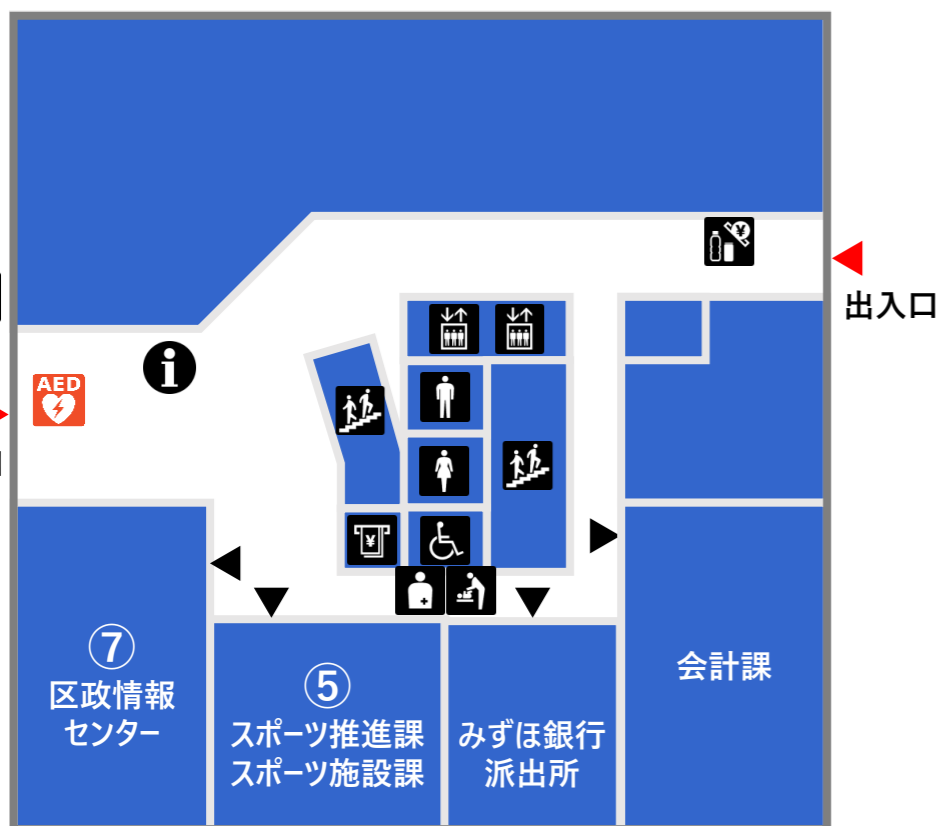 出入口
AED
⑦
区政情報
センター
⑤
スポーツ推進課
スポーツ施設課
みずほ銀行
派出所
会計課